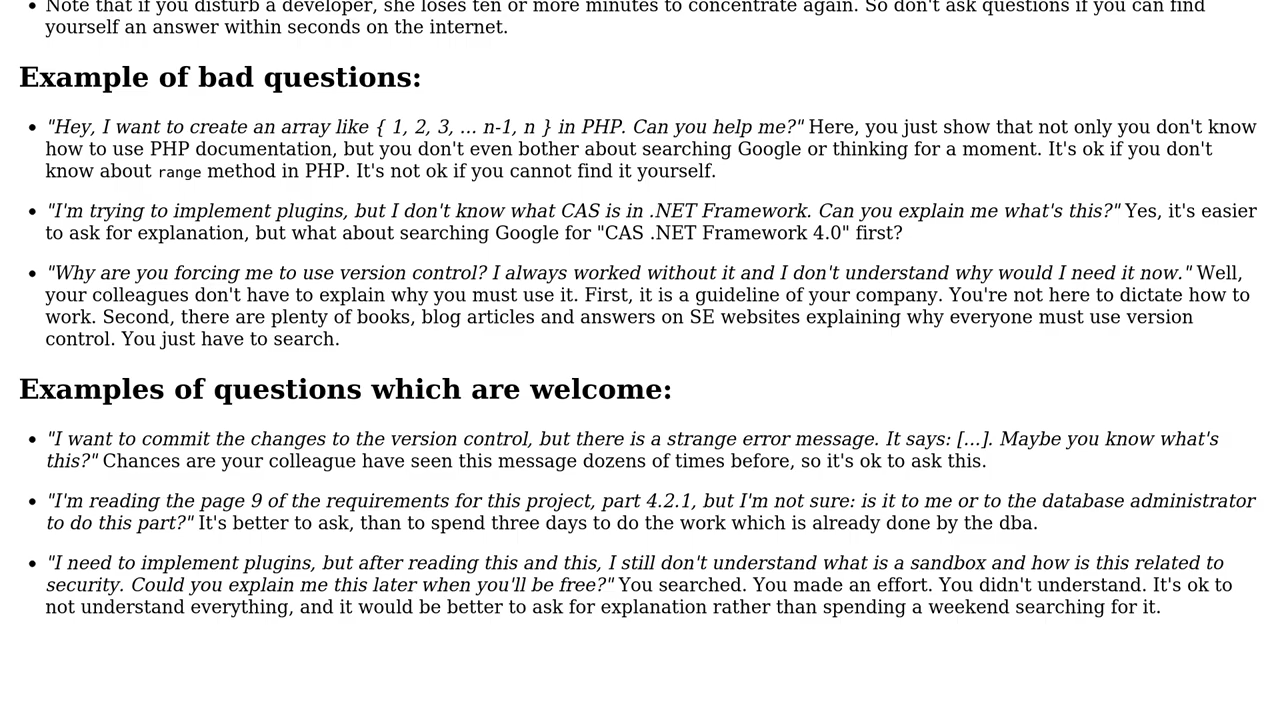 • Note that if you disturb a developer, she loses ten or more minutes to concentrate again. So don't ask questions if you can find
yourself an answer within seconds on the internet.
Example of bad questions:
• "Hey, I want to create an array like { 1, 2, 3, ... n-1, n } in PHP. Can you help me?" Here, you just show that not only you don't know
how to use PHP documentation, but you don't even bother about searching Google or thinking for a moment. It's ok if you don't
know about range method in PHP. It's not ok if you cannot find it yourself.
• "I'm trying to implement plugins, but I don't know what CAS is in .NET Framework. Can you explain me what's this?" Yes, it's easier
to ask for explanation, but what about searching Google for "CAS .NET Framework 4.0" first?
• "Why are you forcing me to use version control? I always worked without it and I don't understand why would I need it now." Well,
your colleagues don't have to explain why you must use it. First, it is a guideline of your company. You're not here to dictate how to
work. Second, there are plenty of books, blog articles and answers on SE websites explaining why everyone must use version
control. You just have to search.
Examples of questions which are welcome:
• "I want to commit the changes to the version control, but there is a strange error message. It says: [...]. Maybe you know what's
this?" Chances are your colleague have seen this message dozens of times before, so it's ok to ask this.
• "I'm reading the page 9 of the requirements for this project, part 4.2.1, but I'm not sure: is it to me or to the database administrator
to do this part?" It's better to ask, than to spend three days to do the work which is already done by the dba.
• "I need to implement plugins, but after reading this and this, I still don't understand what is a sandbox and how is this related to
security. Could you explain me this later when you'll be free?" You searched. You made an effort. You didn't understand. It's ok to
not understand everything, and it would be better to ask for explanation rather than spending a weekend searching for it.